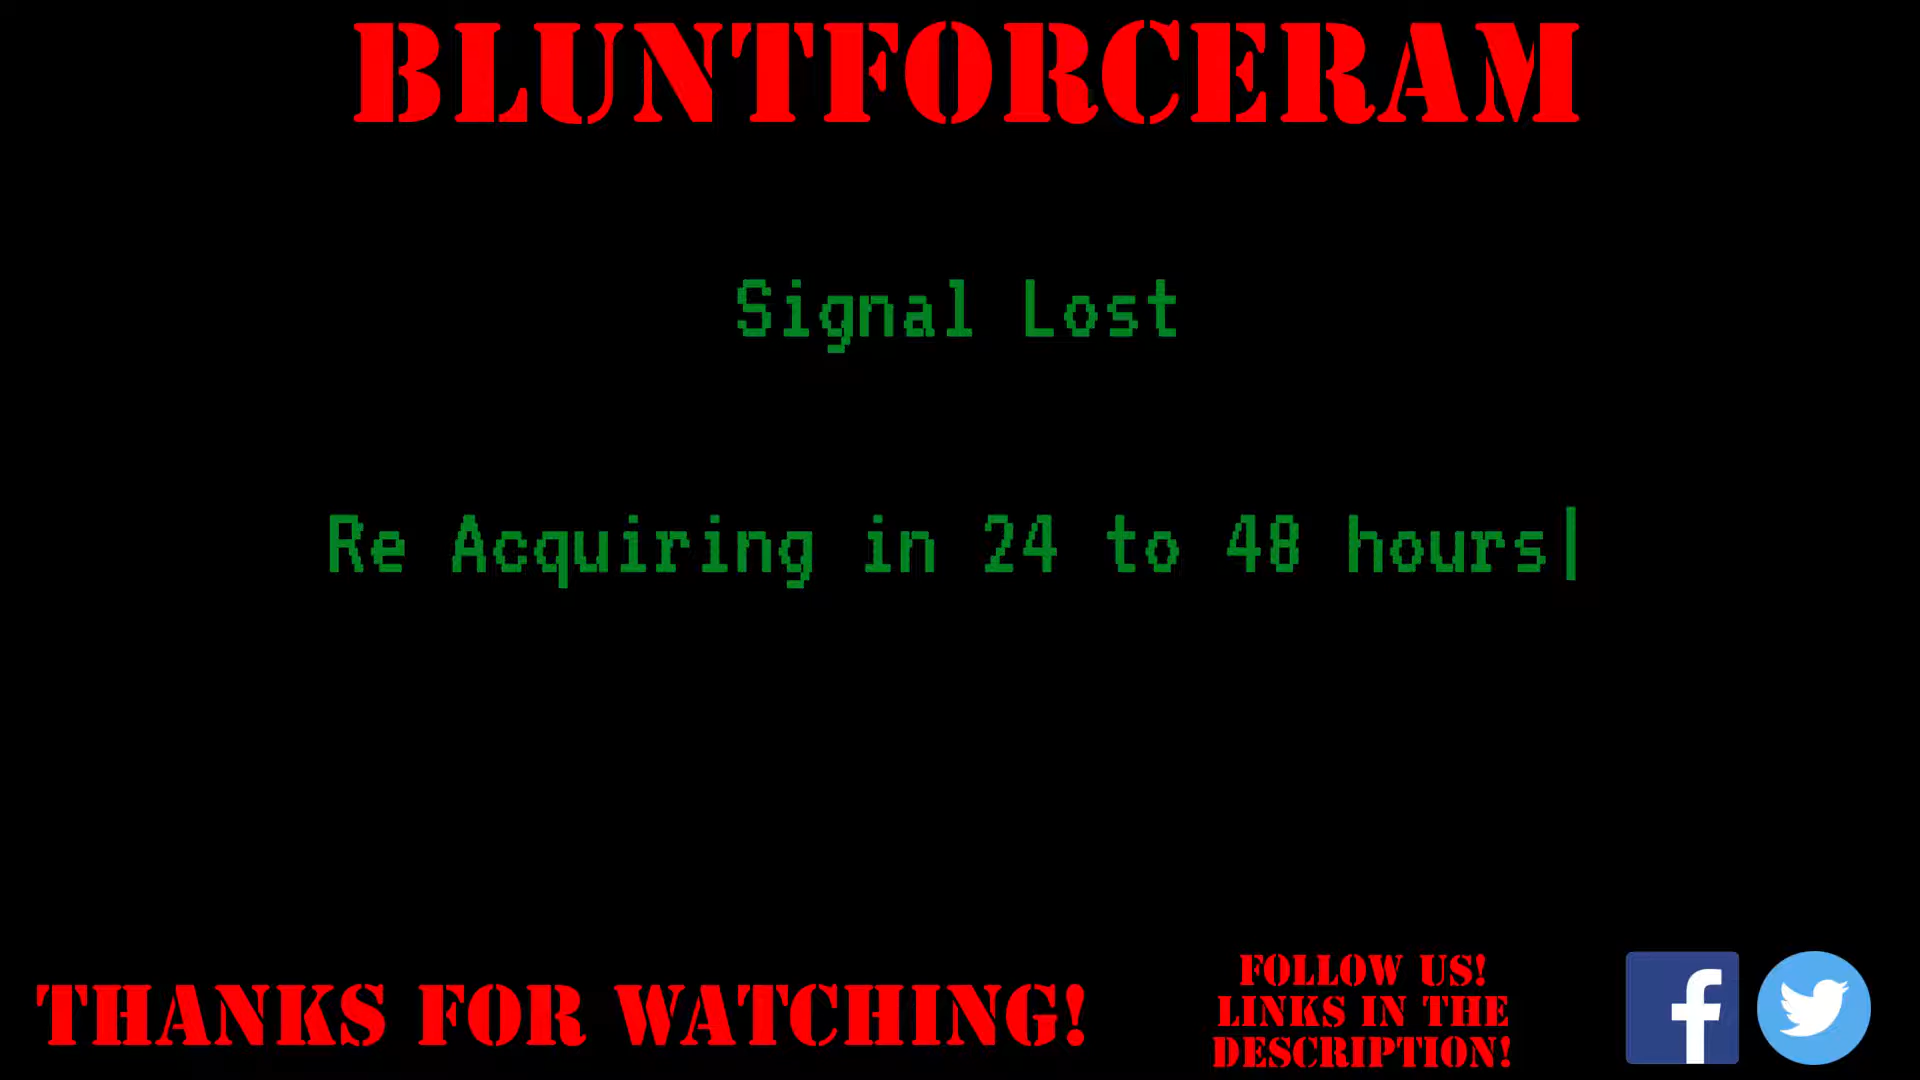 BLUNTFORCERAM
Signal Lost
Re Acquiring in 24 to 48 hours|
THANKS FOR WATCHING!
FOLLOW US!
LINKS IN THE
DESCRIPTION!